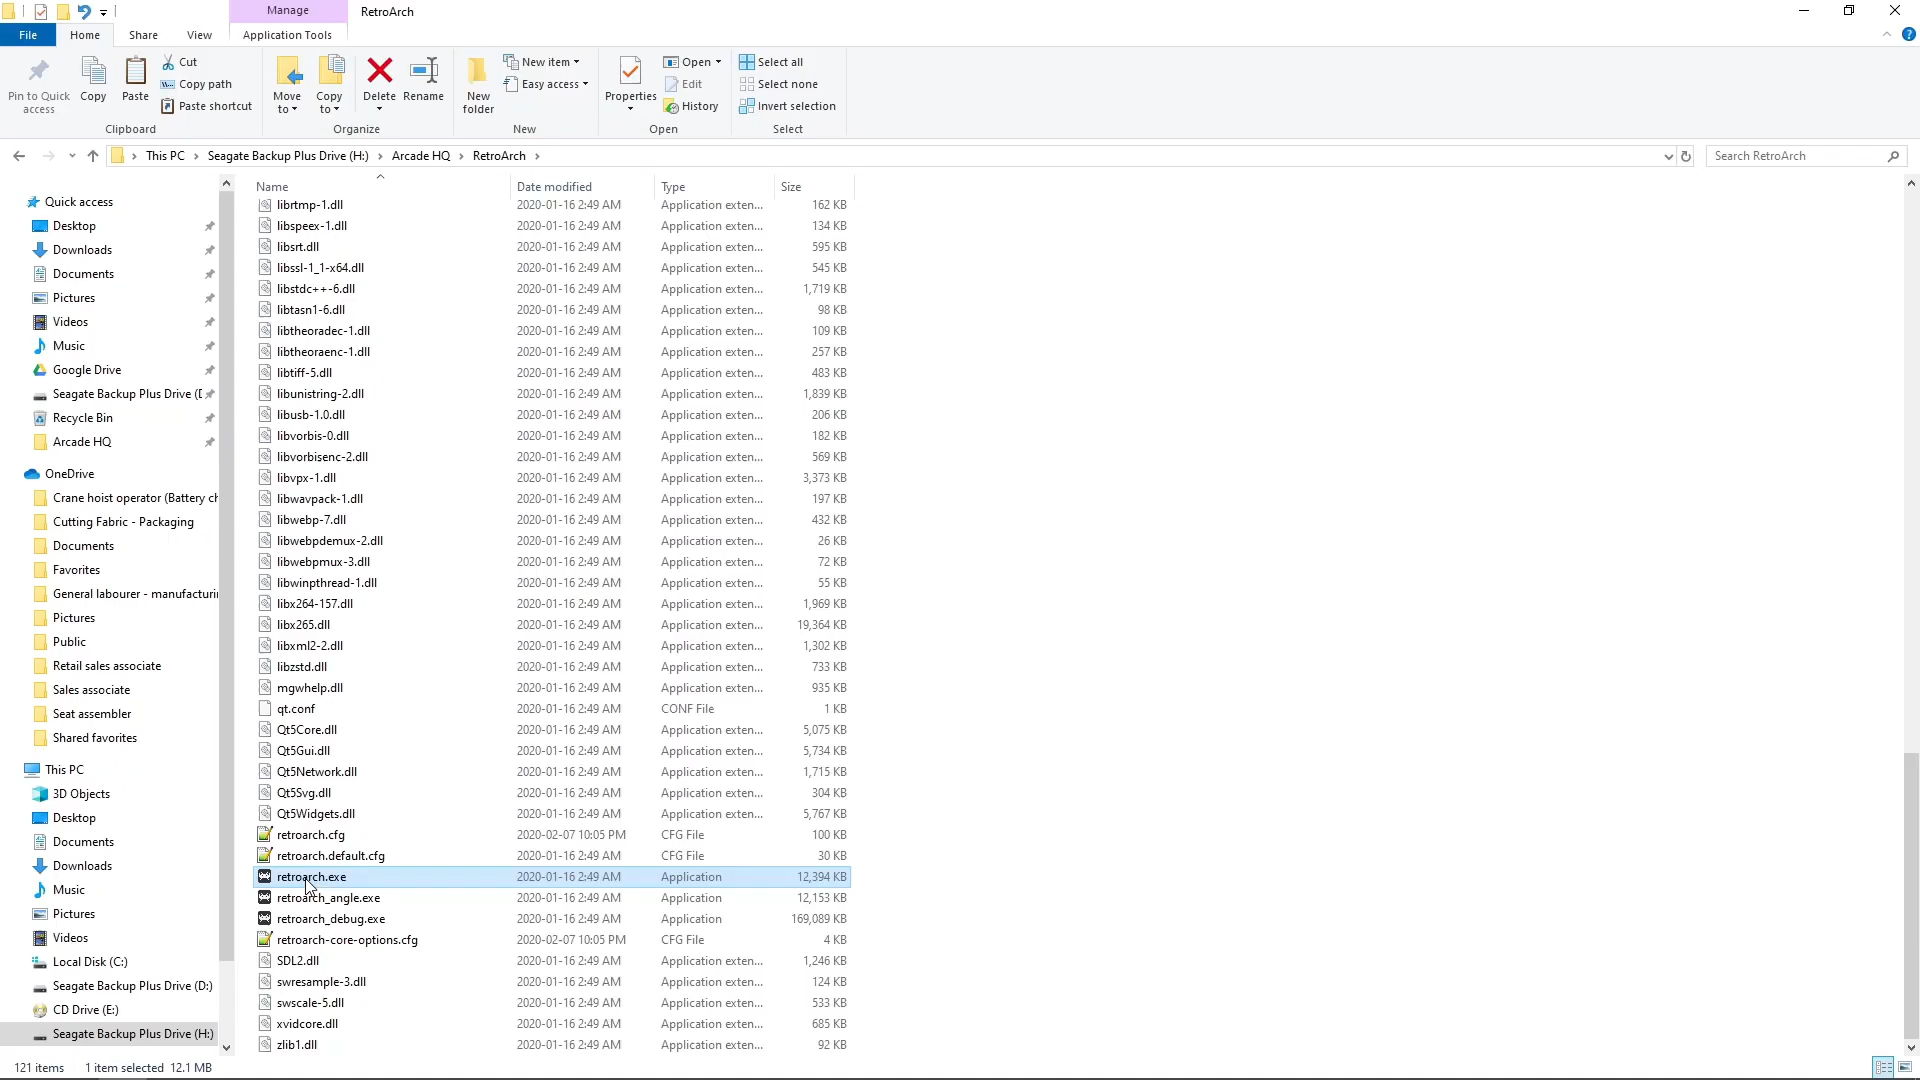 Manage
RetroArch
File
Home
Share
View
Application Tools
Pin to Quick access
Copy
Paste
Cut
Copy path
Paste shortcut
Clipboard
Move to
Copy to
Delete
Rename
Organize
New folder
New item
Easy access
New
Properties
Open
Edit
History
Open
Select all
Select none
Invert selection
Select
This PC > Seagate Backup Plus Drive (H:) > Arcade HQ > RetroArch >
Search RetroArch
Quick access
Desktop
Downloads
Documents
Pictures
Videos
Music
Google Drive
Seagate Backup Plus Drive (
Recycle Bin
Arcade HQ
OneDrive
Crane hoist operator (Battery ch
Cutting Fabric - Packaging
Documents
Favorites
General labourer - manufacturi
Pictures
Public
Retail sales associate
Sales associate
Seat assembler
Shared favorites
This PC
3D Objects
Desktop
Documents
Downloads
Music
Pictures
Videos
Local Disk (C:)
Seagate Backup Plus Drive (D:)
CD Drive (E:)
Seagate Backup Plus Drive (H:)
Name Date modified Type Size
librtmp-1.dll 2020-01-16 2:49 AM Application exten... 162 KB
libspeex-1.dll 2020-01-16 2:49 AM Application exten... 134 KB
libsrt.dll 2020-01-16 2:49 AM Application exten... 595 KB
libssl-1_1-x64.dll 2020-01-16 2:49 AM Application exten... 545 KB
libstdc++-6.dll 2020-01-16 2:49 AM Application exten... 1,719 KB
libtasn1-6.dll 2020-01-16 2:49 AM Application exten... 98 KB
libtheoradec-1.dll 2020-01-16 2:49 AM Application exten... 109 KB
libtheoraenc-1.dll 2020-01-16 2:49 AM Application exten... 257 KB
libtiff-5.dll 2020-01-16 2:49 AM Application exten... 483 KB
libunistring-2.dll 2020-01-16 2:49 AM Application exten... 1,839 KB
libusb-1.0.dll 2020-01-16 2:49 AM Application exten... 206 KB
libvorbis-0.dll 2020-01-16 2:49 AM Application exten... 182 KB
libvorbisenc-2.dll 2020-01-16 2:49 AM Application exten... 569 KB
libvpx-1.dll 2020-01-16 2:49 AM Application exten... 3,373 KB
libwavpack-1.dll 2020-01-16 2:49 AM Application exten... 197 KB
libwebp-7.dll 2020-01-16 2:49 AM Application exten... 432 KB
libwebpdemux-2.dll 2020-01-16 2:49 AM Application exten... 26 KB
libwebpmux-3.dll 2020-01-16 2:49 AM Application exten... 72 KB
libwinpthread-1.dll 2020-01-16 2:49 AM Application exten... 55 KB
libx264-157.dll 2020-01-16 2:49 AM Application exten... 1,969 KB
libx265.dll 2020-01-16 2:49 AM Application exten... 19,364 KB
libxml2-2.dll 2020-01-16 2:49 AM Application exten... 1,302 KB
libzstd.dll 2020-01-16 2:49 AM Application exten... 733 KB
mgwhelp.dll 2020-01-16 2:49 AM Application exten... 935 KB
qt.conf 2020-01-16 2:49 AM CONF File 1 KB
Qt5Core.dll 2020-01-16 2:49 AM Application exten... 5,075 KB
Qt5Gui.dll 2020-01-16 2:49 AM Application exten... 5,734 KB
Qt5Network.dll 2020-01-16 2:49 AM Application exten... 1,715 KB
Qt5Svg.dll 2020-01-16 2:49 AM Application exten... 304 KB
Qt5Widgets.dll 2020-01-16 2:49 AM Application exten... 5,767 KB
retroarch.cfg 2020-02-07 10:05 PM CFG File 100 KB
retroarch.default.cfg 2020-01-16 2:49 AM CFG File 30 KB
retroarch.exe 2020-01-16 2:49 AM Application 12,394 KB
retroarch_angle.exe 2020-01-16 2:49 AM Application 12,153 KB
retroarch_debug.exe 2020-01-16 2:49 AM Application 169,089 KB
retroarch-core-options.cfg 2020-02-07 10:05 PM CFG File 4 KB
SDL2.dll 2020-01-16 2:49 AM Application exten... 1,246 KB
swresample-3.dll 2020-01-16 2:49 AM Application exten... 124 KB
swscale-5.dll 2020-01-16 2:49 AM Application exten... 533 KB
xvidcore.dll 2020-01-16 2:49 AM Application exten... 685 KB
zlib1.dll 2020-01-16 2:49 AM Application exten... 92 KB
121 items 1 item selected 12.1 MB